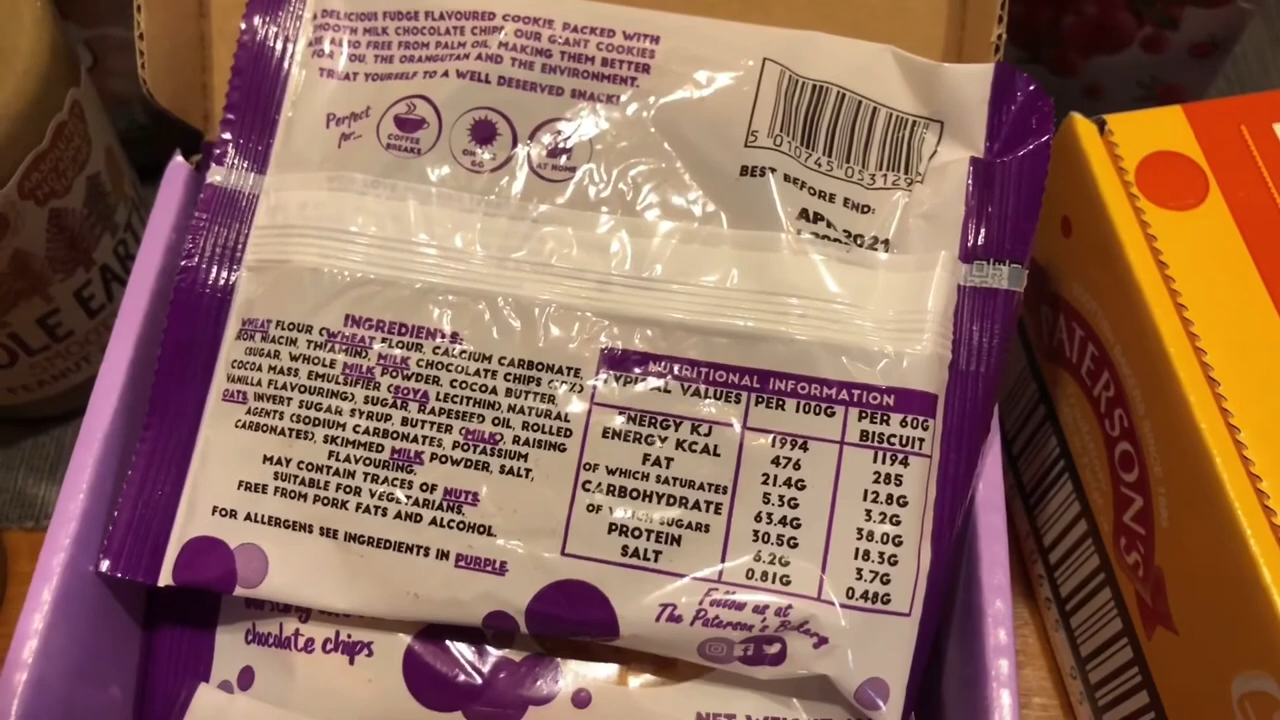 DELICIOUS FUDGE FLAVOURED COOKIE, PACKED WITH
SMOOTH MILK CHOCOLATE CHIPS. OUR GIANT COOKIES
ARE ALSO FREE FROM PALM OIL, MAKING THEM BETTER
FOR YOU, THE ORANGUTAN AND THE ENVIRONMENT.
TREAT YOURSELF TO A WELL DESERVED SNACK!
Perfect
for...
COFFEE
BREAKS
ON THE
GO
AT HOME
5 010745 053129
BEST BEFORE END:
APR 2021
INGREDIENTS:
WHEAT FLOUR (WHEAT FLOUR, CALCIUM CARBONATE,
IRON, NIACIN, THIAMIN), MILK CHOCOLATE CHIPS
(SUGAR, WHOLE MILK POWDER, COCOA BUTTER,
COCOA MASS, EMULSIFIER (SOYA LECITHIN), NATURAL
VANILLA FLAVOURING), SUGAR, RAPESEED OIL, ROLLED
OATS, INVERT SUGAR SYRUP, BUTTER (MILK), RAISING
AGENTS (SODIUM CARBONATES, POTASSIUM
CARBONATES), SKIMMED MILK POWDER, SALT,
FLAVOURING.
MAY CONTAIN TRACES OF NUTS.
SUITABLE FOR VEGETARIANS.
FREE FROM PORK FATS AND ALCOHOL.
FOR ALLERGENS SEE INGREDIENTS IN PURPLE.
NUTRITIONAL INFORMATION
TYPICAL VALUES PER 100G PER 60G BISCUIT
ENERGY KJ 1994 1194
ENERGY KCAL 476 285
FAT 21.4G 12.8G
OF WHICH SATURATES 5.3G 3.2G
CARBOHYDRATE 63.4G 38.0G
OF WHICH SUGARS 30.5G 18.3G
PROTEIN 6.2G 3.7G
SALT 0.81G 0.48G
Follow us at
The Paterson's Bakery
chocolate chips
NET
PATERSON'S
WHOLE EARTH
PEANUT